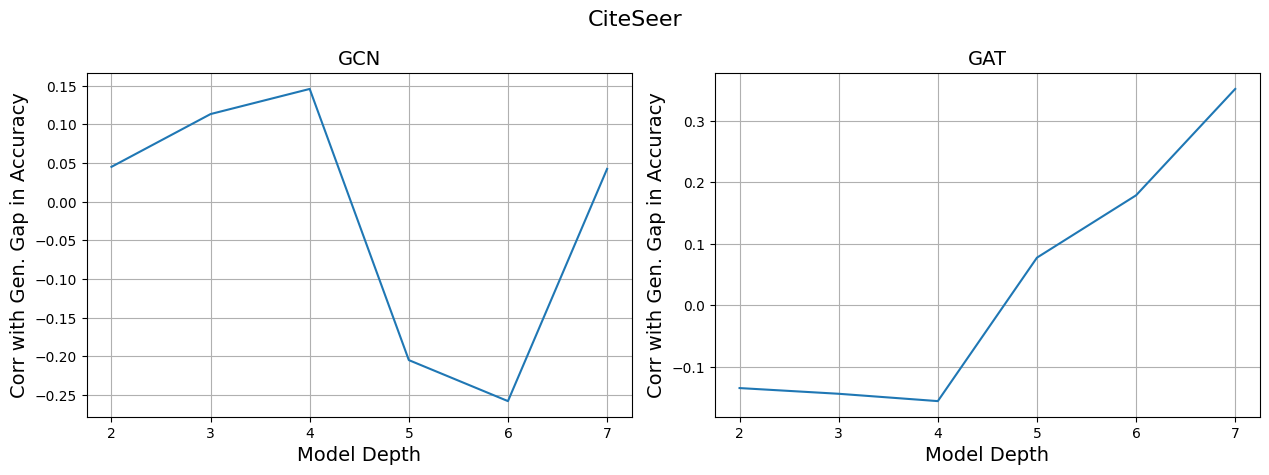 CiteSeer
GCN
Corr with Gen. Gap in Accuracy
0.15
0.10
0.05
0.00
−0.05
−0.10
−0.15
−0.20
−0.25
2 3 4 5 6 7
Model Depth
GAT
Corr with Gen. Gap in Accuracy
0.3
0.2
0.1
0.0
−0.1
2 3 4 5 6 7
Model Depth